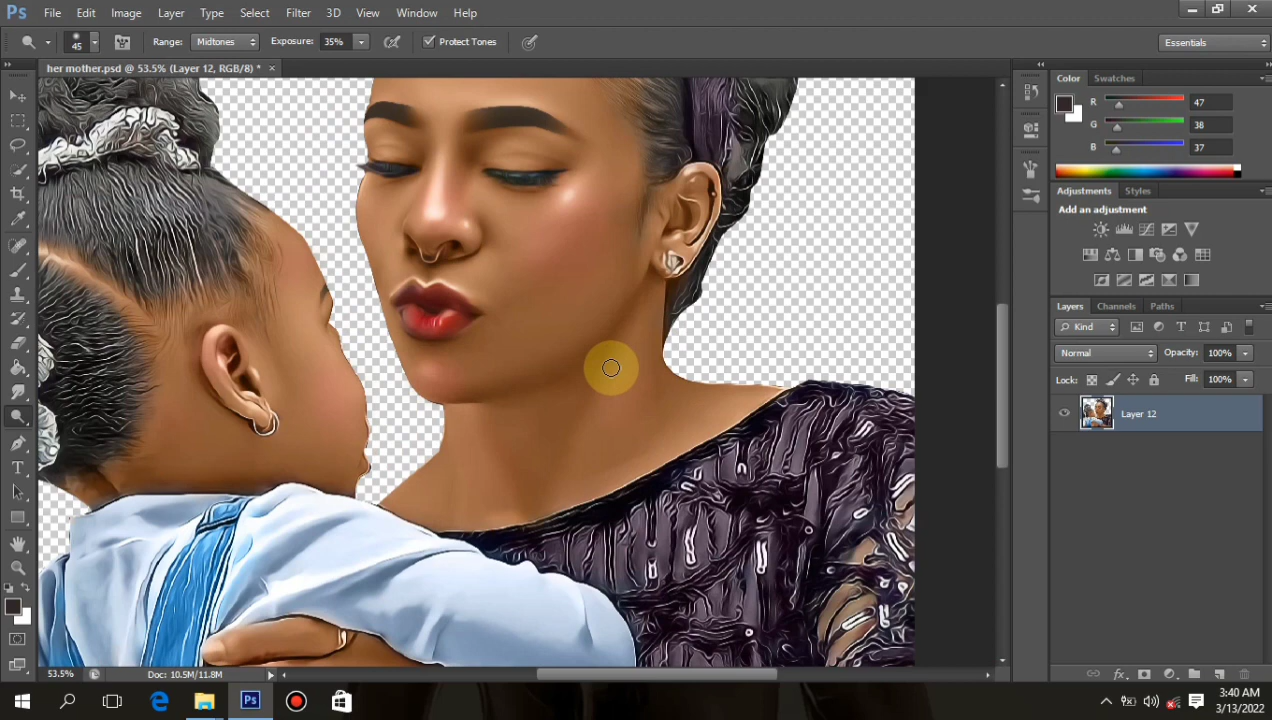 Ps File Edit Image Layer Type Select Filter 3D View Window Help
45 Range: Midtones Exposure: 35% Protect Tones Essentials
her mother.psd @ 53.5% (Layer 12, RGB/8) * ×
Color Swatches
R 47
G 38
B 37
Adjustments Styles
Add an adjustment
Layers Channels Paths
Kind
Normal Opacity: 100%
Lock: Fill: 100%
Layer 12
53.5% Doc: 10.5M/11.8M
Ps 3:40 AM
3/13/2022